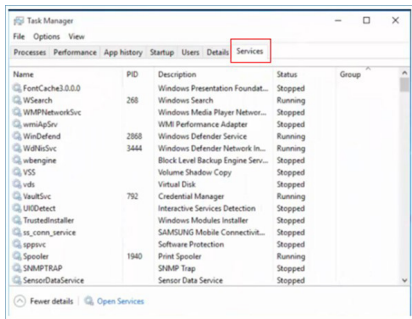 Task Manager
File Options View
Processes Performance App history Startup Users Details Services
Name PID Description Status Group
FontCache3.0.0.0 Windows Presentation Foundat... Stopped
WSearch 268 Windows Search Running
WMPNetworkSvc Windows Media Player Networ... Stopped
wmiApSrv WMI Performance Adapter Stopped
WinDefend 2868 Windows Defender Service Running
WdNisSvc 3444 Windows Defender Network In... Running
wbengine Block Level Backup Engine Serv... Stopped
VSS Volume Shadow Copy Stopped
vds Virtual Disk Stopped
VaultSvc 792 Credential Manager Running
UI0Detect Interactive Services Detection Stopped
TrustedInstaller Windows Modules Installer Stopped
ss_conn_service SAMSUNG Mobile Connectivit... Stopped
sppsvc Software Protection Stopped
Spooler 1940 Print Spooler Running
SNMPTRAP SNMP Trap Stopped
SensorDataService Sensor Data Service Stopped
Fewer details Open Services